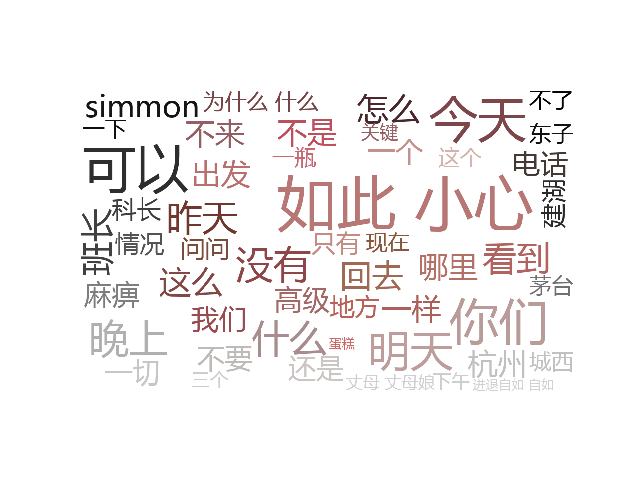 simmon
为什么
什么
怎么
今天
不了
一下
不来
不是
关键
东子
可以
出发
一瓶
一个
这个
电话
如此
小心
建湖
班长
科长
昨天
情况
问问
没有
只有
现在
看到
这么
回去
哪里
麻痹
高级
地方
一样
茅台
我们
你们
晚上
什么
蛋糕
明天
不要
还是
杭州
城西
一切
三个
丈母
丈母娘
下午
进退自如
自如